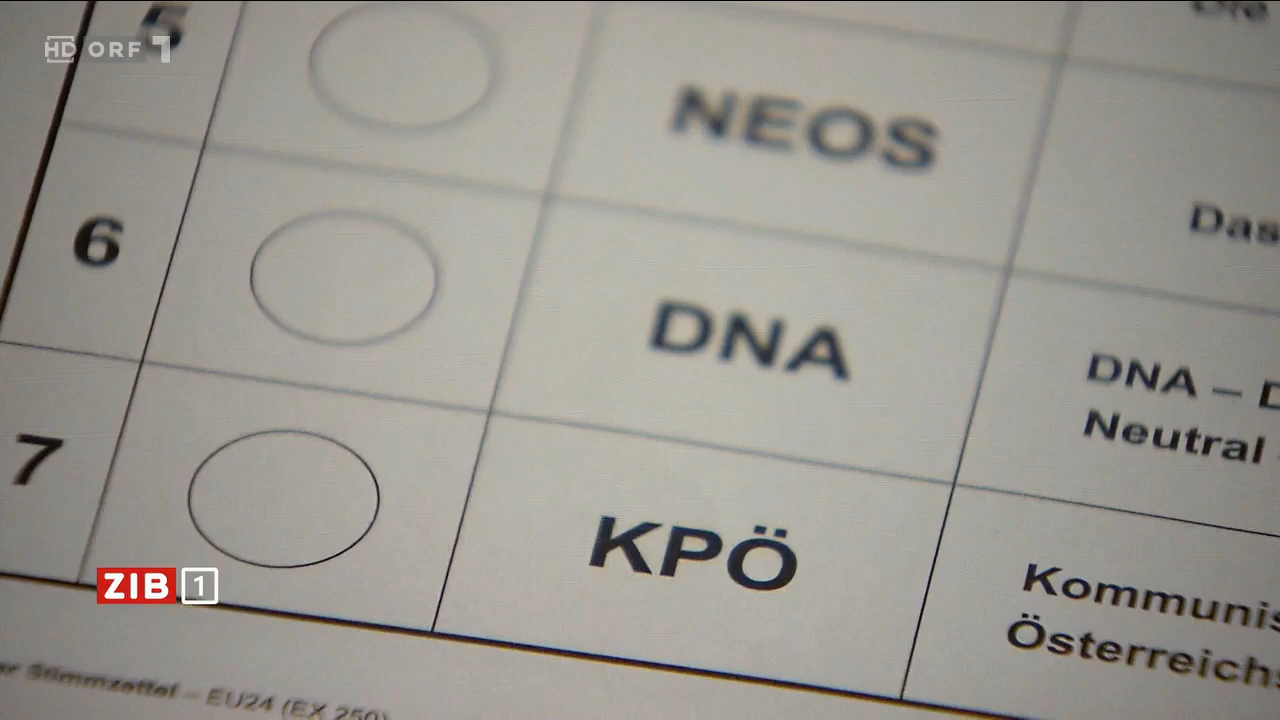 HD ORF 1
5
NEOS
Die
Das
6
DNA
DNA – D
Neutral
7
KPÖ
Kommunis
Österreichs
ZIB 1
Stimmzettel – EU24 (EX 250)